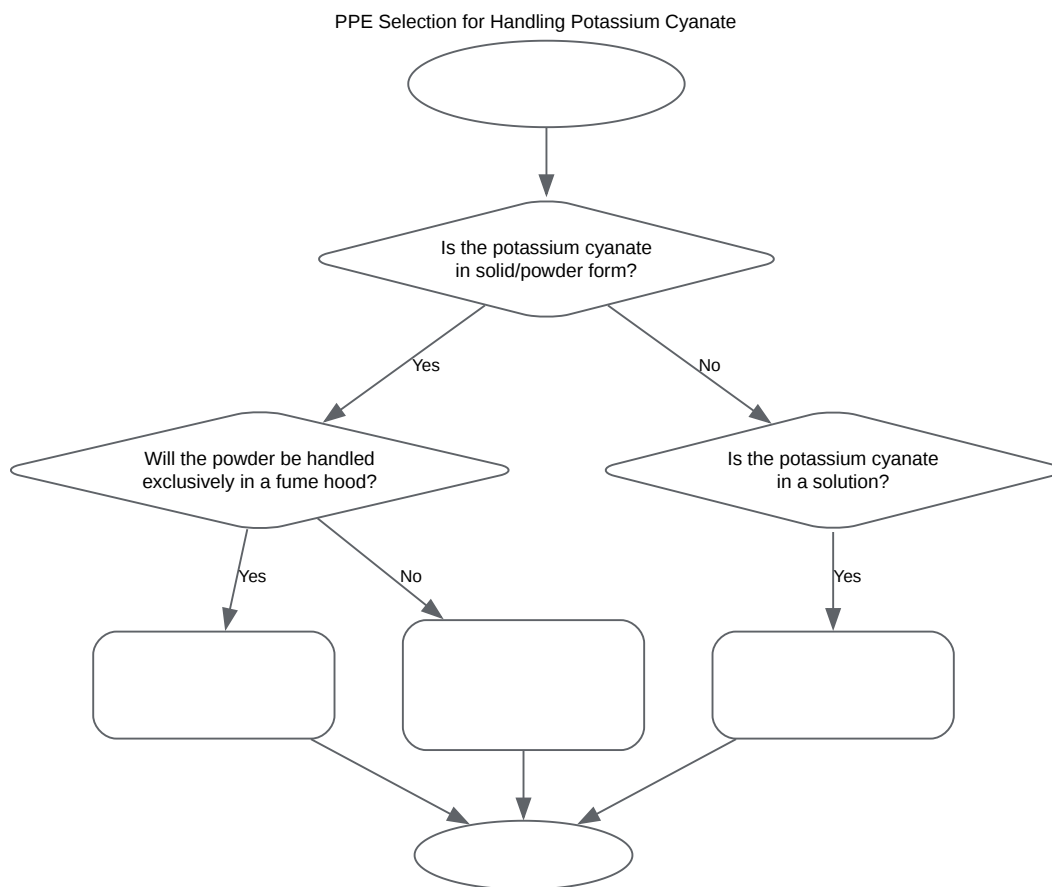 PPE Selection for Handling Potassium Cyanate
Is the potassium cyanate
in solid/powder form?
Yes
No
Will the powder be handled
exclusively in a fume hood?
Is the potassium cyanate
in a solution?
Yes
No
Yes